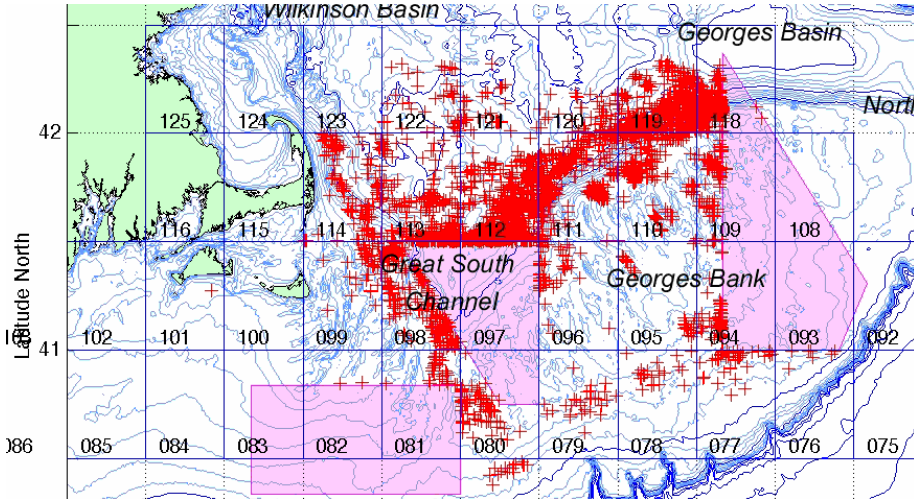 Wilkinson Basin
Georges Basin
North
42
125 124 123 122 121 120 119 118
116 115 114 113 112 111 110 109 108
Great South
Channel
Georges Bank
Latitude North
102 101 100 099 098 097 096 095 094 093 092
41
086 085 084 083 082 081 080 079 078 077 076 075